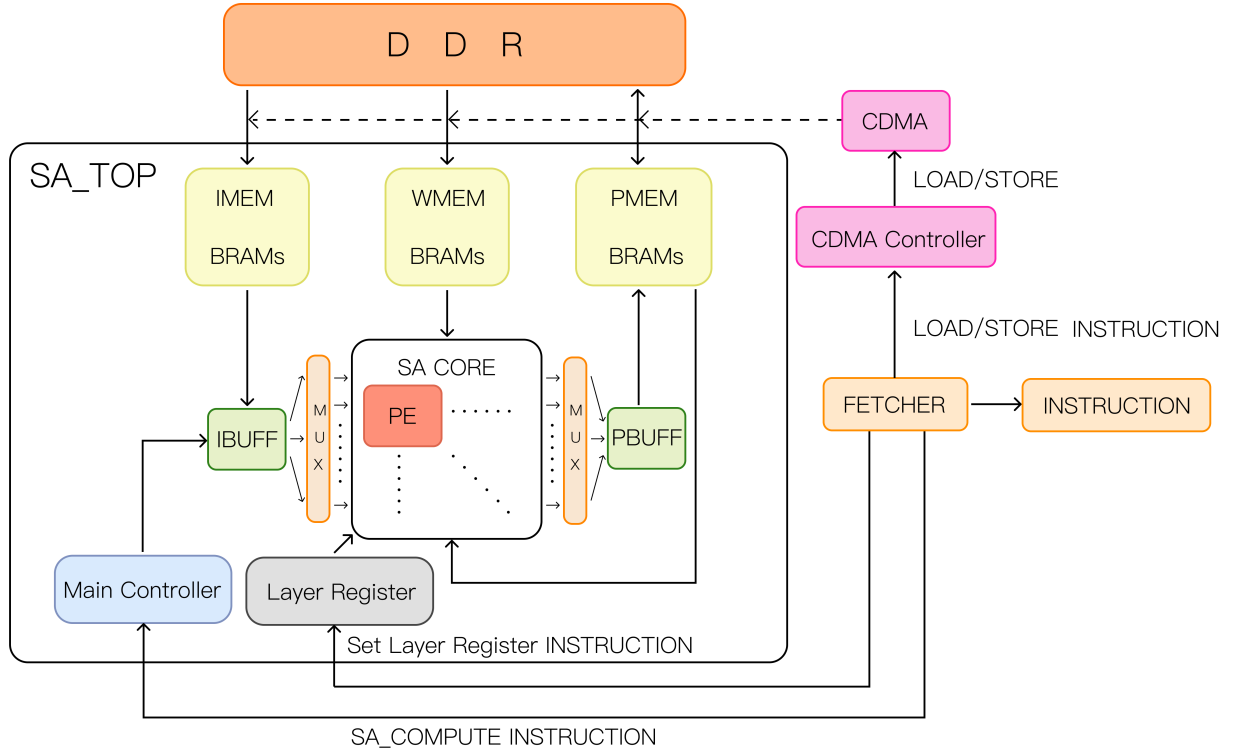 D D R
CDMA
SA_TOP
LOAD/STORE
IMEM
BRAMs
WMEM
BRAMs
PMEM
BRAMs
CDMA Controller
LOAD/STORE INSTRUCTION
SA CORE
FETCHER
INSTRUCTION
PE
IBUFF
M
U
X
M
U
X
PBUFF
Main Controller
Layer Register
Set Layer Register INSTRUCTION
SA_COMPUTE INSTRUCTION